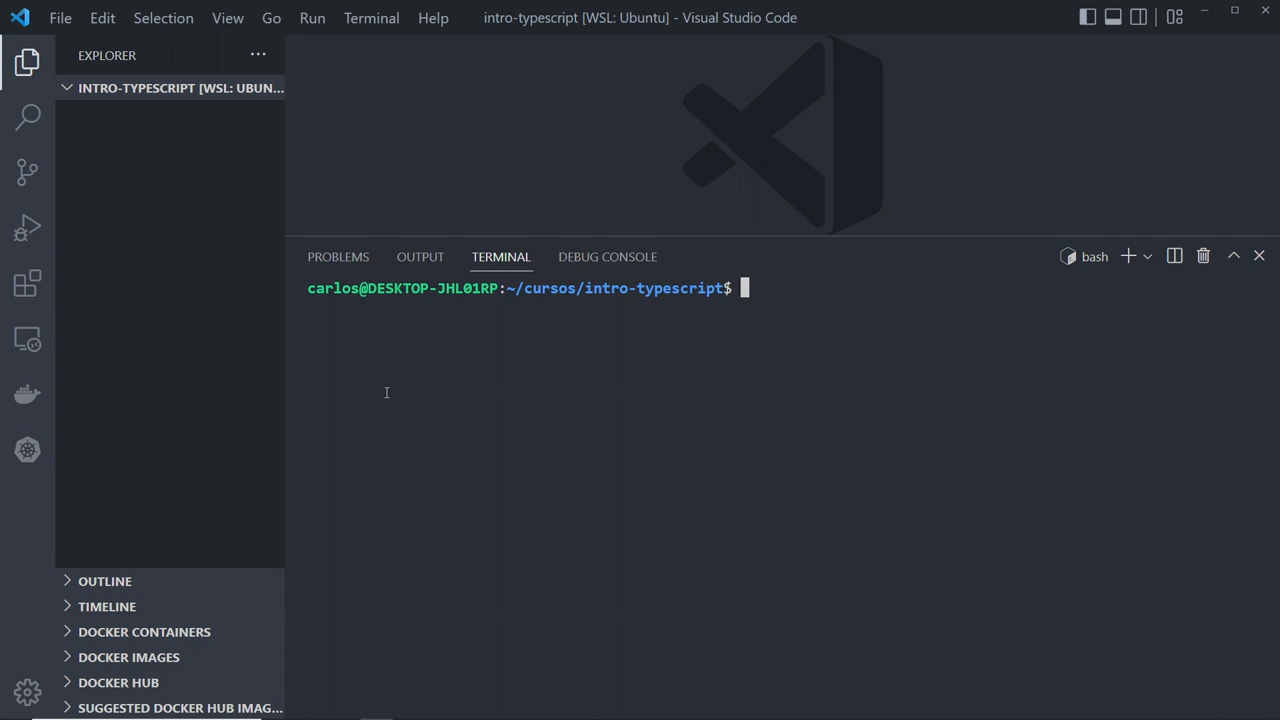 File Edit Selection View Go Run Terminal Help intro-typescript [WSL: Ubuntu] - Visual Studio Code
EXPLORER
INTRO-TYPESCRIPT [WSL: UBUN...
PROBLEMS OUTPUT TERMINAL DEBUG CONSOLE bash
carlos@DESKTOP-JHL01RP:~/cursos/intro-typescript$
OUTLINE
TIMELINE
DOCKER CONTAINERS
DOCKER IMAGES
DOCKER HUB
SUGGESTED DOCKER HUB IMAG...